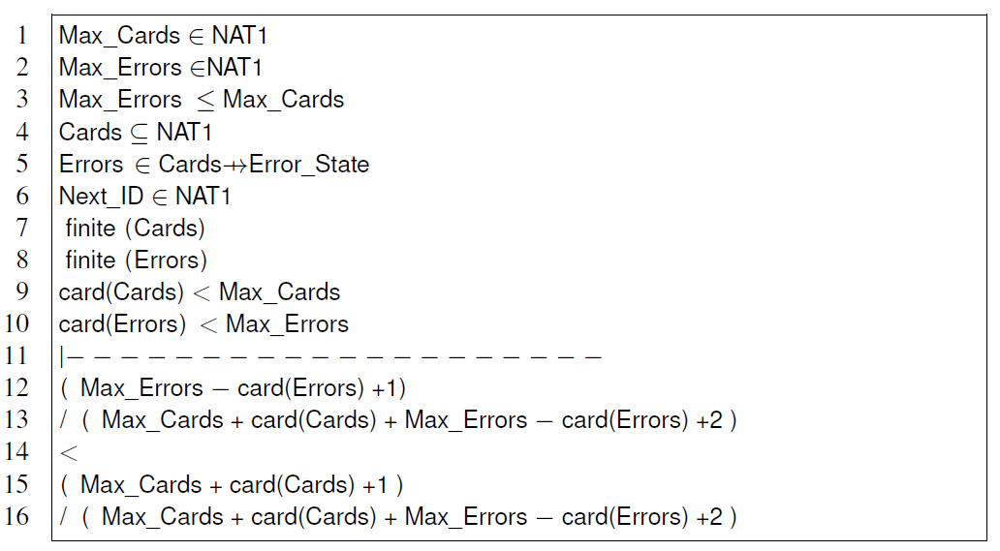 1 Max_Cards ∈ NAT1
2 Max_Errors ∈NAT1
3 Max_Errors ≤ Max_Cards
4 Cards ⊆ NAT1
5 Errors ∈ Cards⇸Error_State
6 Next_ID ∈ NAT1
7 finite (Cards)
8 finite (Errors)
9 card(Cards) < Max_Cards
10 card(Errors) < Max_Errors
11 |− − − − − − − − − − − − − − − − − − − −
12 ( Max_Errors − card(Errors) +1)
13 / ( Max_Cards + card(Cards) + Max_Errors − card(Errors) +2 )
14 <
15 ( Max_Cards + card(Cards) +1 )
16 / ( Max_Cards + card(Cards) + Max_Errors − card(Errors) +2 )